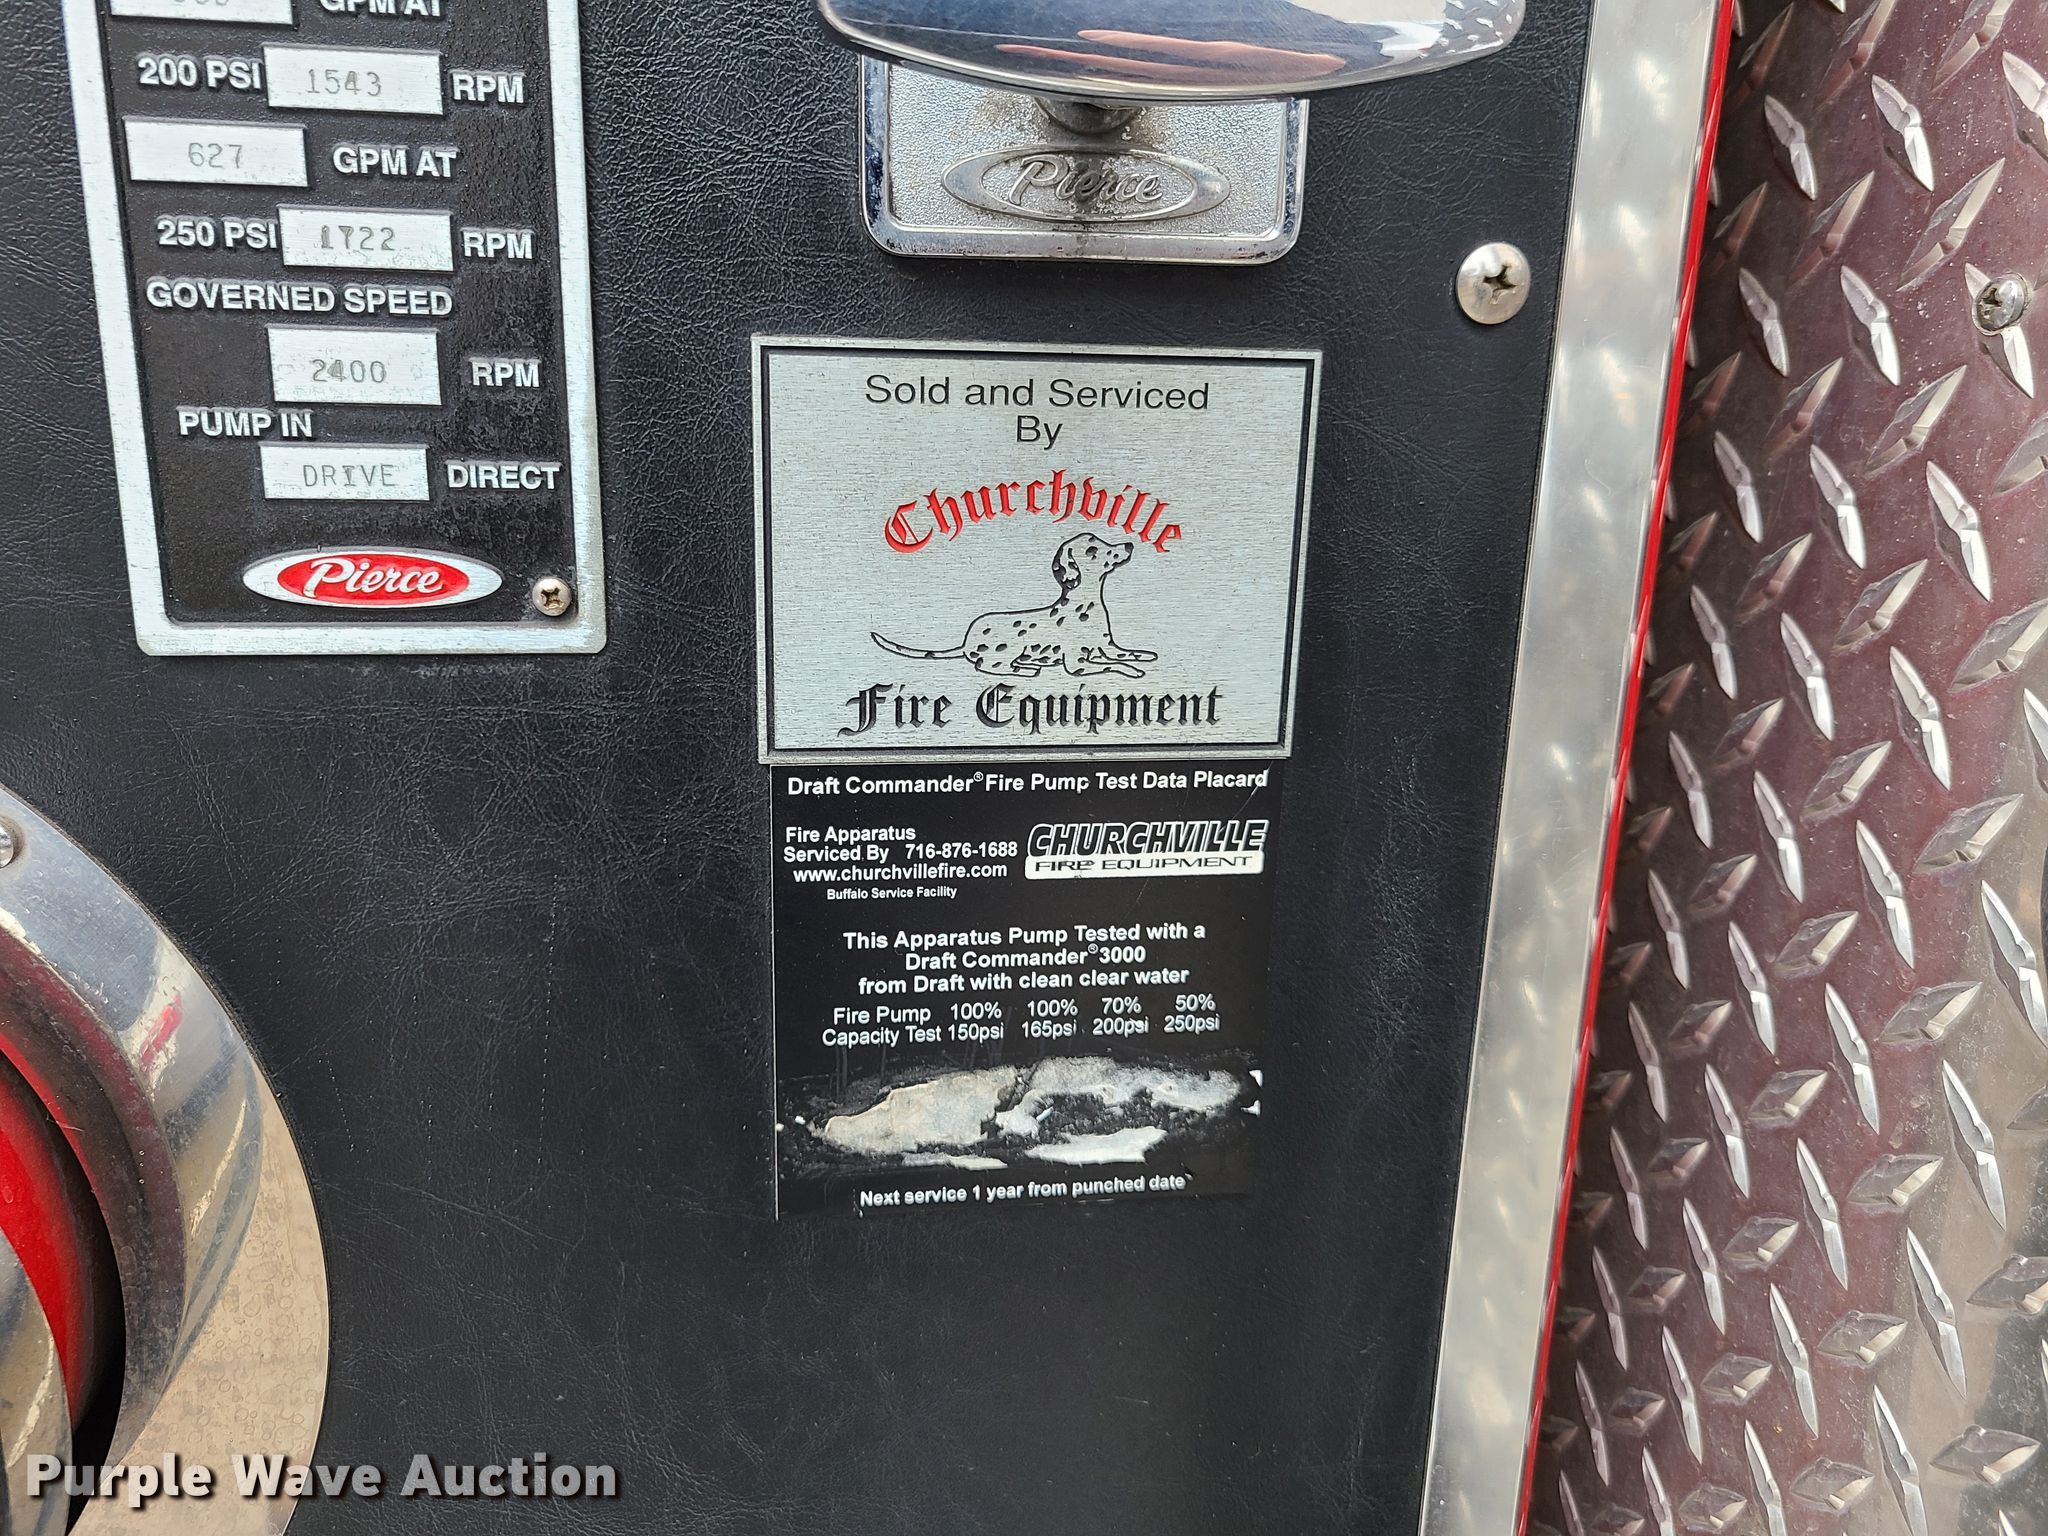 GPM AT
200 PSI 1543 RPM
627 GPM AT
250 PSI 1722 RPM
GOVERNED SPEED
2400 RPM
PUMP IN
DRIVE DIRECT
Pierce
Pierce
Sold and Serviced
By
Churchville
Fire Equipment
Draft Commander® Fire Pump Test Data Placard
Fire Apparatus
Serviced By 716-876-1688
www.churchvillefire.com
Buffalo Service Facility
CHURCHVILLE
FIRE EQUIPMENT
This Apparatus Pump Tested with a
Draft Commander® 3000
from Draft with clean clear water
Fire Pump 100% 100% 70% 50%
Capacity Test 150psi 165psi 200psi 250psi
Next service 1 year from punched date
Purple Wave Auction